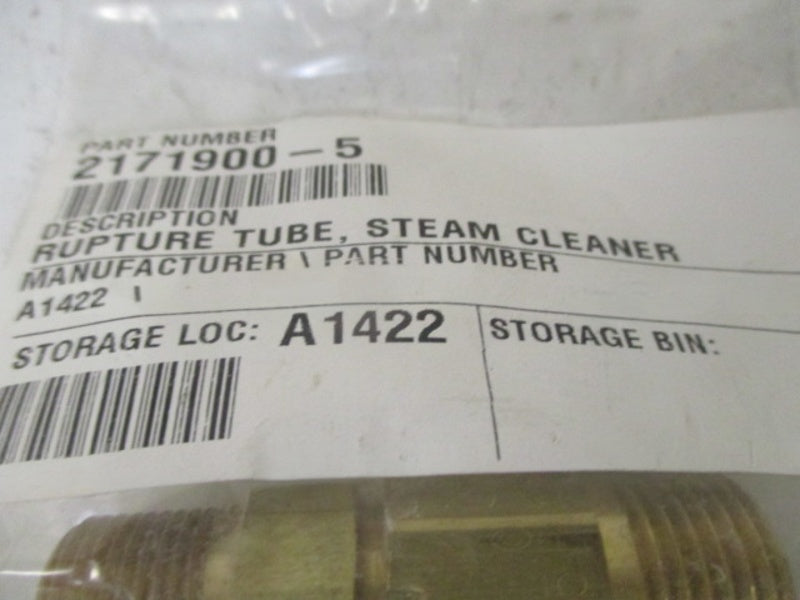 PART NUMBER
2171900-5
DESCRIPTION
RUPTURE TUBE, STEAM CLEANER
MANUFACTURER \ PART NUMBER
A1422 \
STORAGE LOC: A1422
STORAGE BIN: